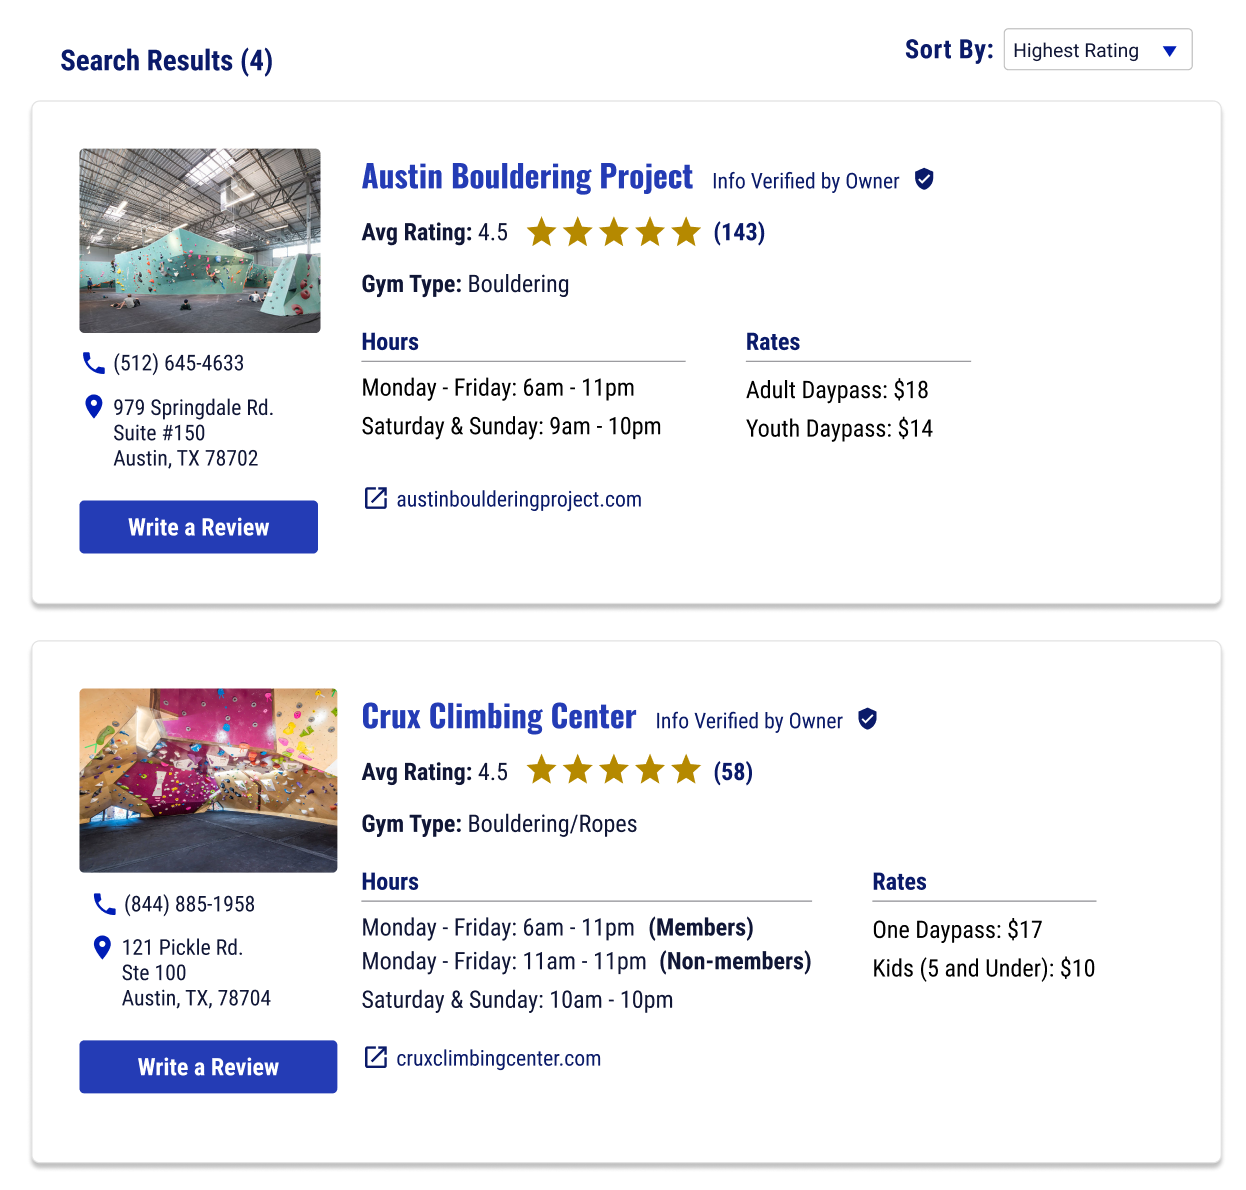 Search Results (4)
Sort By: Highest Rating
Austin Bouldering Project Info Verified by Owner
Avg Rating: 4.5 (143)
Gym Type: Bouldering
Hours
Monday - Friday: 6am - 11pm
Saturday & Sunday: 9am - 10pm
Rates
Adult Daypass: $18
Youth Daypass: $14
austinboulderingproject.com
(512) 645-4633
979 Springdale Rd.
Suite #150
Austin, TX 78702
Write a Review
Crux Climbing Center Info Verified by Owner
Avg Rating: 4.5 (58)
Gym Type: Bouldering/Ropes
Hours
Monday - Friday: 6am - 11pm (Members)
Monday - Friday: 11am - 11pm (Non-members)
Saturday & Sunday: 10am - 10pm
Rates
One Daypass: $17
Kids (5 and Under): $10
cruxclimbingcenter.com
(844) 885-1958
121 Pickle Rd.
Ste 100
Austin, TX, 78704
Write a Review